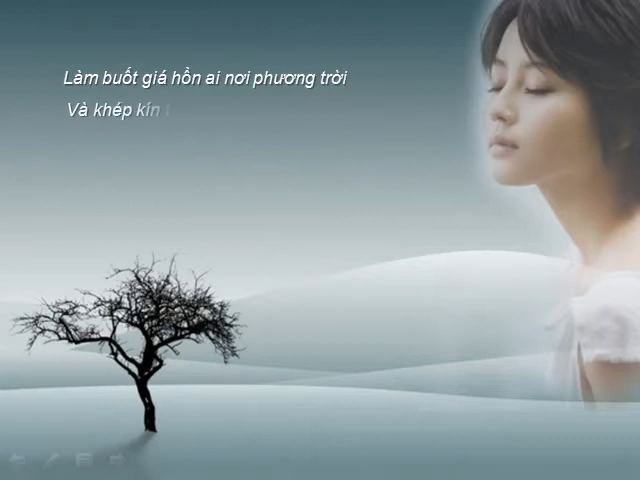 Làm buốt giá hồn ai nơi phương trời
Và khép kín